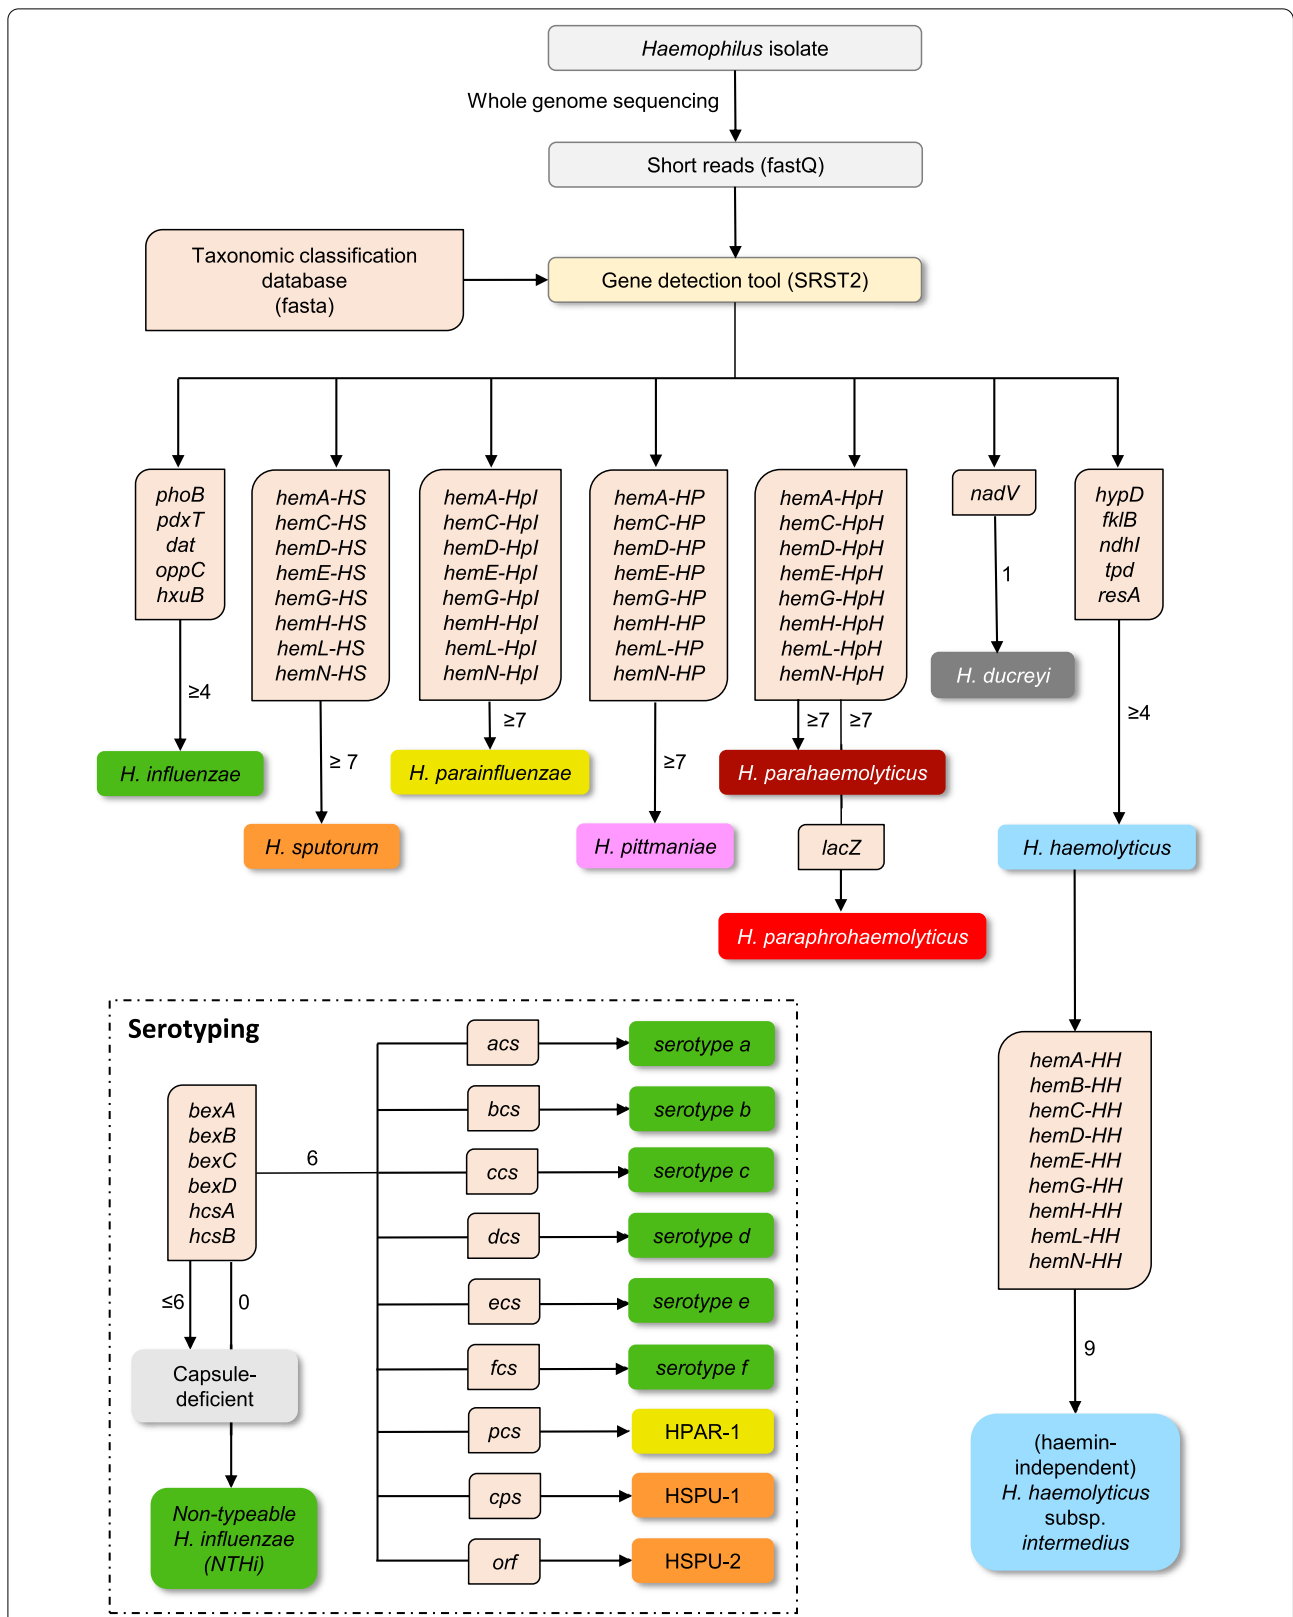 Haemophilus isolate
Whole genome sequencing
Short reads (fastQ)
Taxonomic classification
database
(fasta)
Gene detection tool (SRST2)
phoB
pdxT
dat
oppC
hxuB
≥4
H. influenzae
hemA-HS
hemC-HS
hemD-HS
hemE-HS
hemG-HS
hemH-HS
hemL-HS
hemN-HS
≥ 7
H. sputorum
hemA-HpI
hemC-HpI
hemD-HpI
hemE-HpI
hemG-HpI
hemH-HpI
hemL-HpI
hemN-HpI
≥7
H. parainfluenzae
hemA-HP
hemC-HP
hemD-HP
hemE-HP
hemG-HP
hemH-HP
hemL-HP
hemN-HP
≥7
H. pittmaniae
hemA-HpH
hemC-HpH
hemD-HpH
hemE-HpH
hemG-HpH
hemH-HpH
hemL-HpH
hemN-HpH
≥7
≥7
H. parahaemolyticus
lacZ
H. paraphrohaemolyticus
nadV
1
H. ducreyi
hypD
fklB
ndhI
tpd
resA
≥4
H. haemolyticus
hemA-HH
hemB-HH
hemC-HH
hemD-HH
hemE-HH
hemG-HH
hemH-HH
hemL-HH
hemN-HH
9
(haemin-
independent)
H. haemolyticus
subsp.
intermedius
Serotyping
bexA
bexB
bexC
bexD
hcsA
hcsB
≤6
0
Capsule-
deficient
Non-typeable
H. influenzae
(NTHi)
6
acs
serotype a
bcs
serotype b
ccs
serotype c
dcs
serotype d
ecs
serotype e
fcs
serotype f
pcs
HPAR-1
cps
HSPU-1
orf
HSPU-2